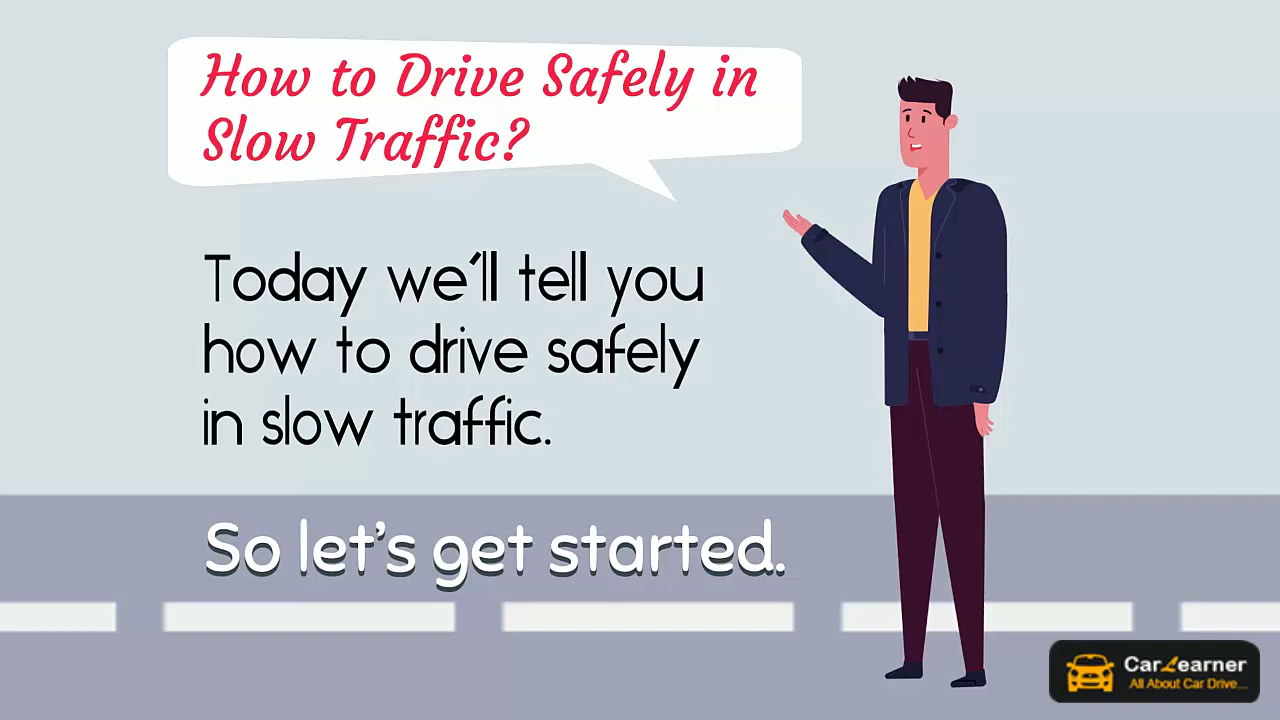 How to Drive Safely in
Slow Traffic?
Today we'll tell you
how to drive safely
in slow traffic.
So let's get started.
CarLearner
All About Car Drive...